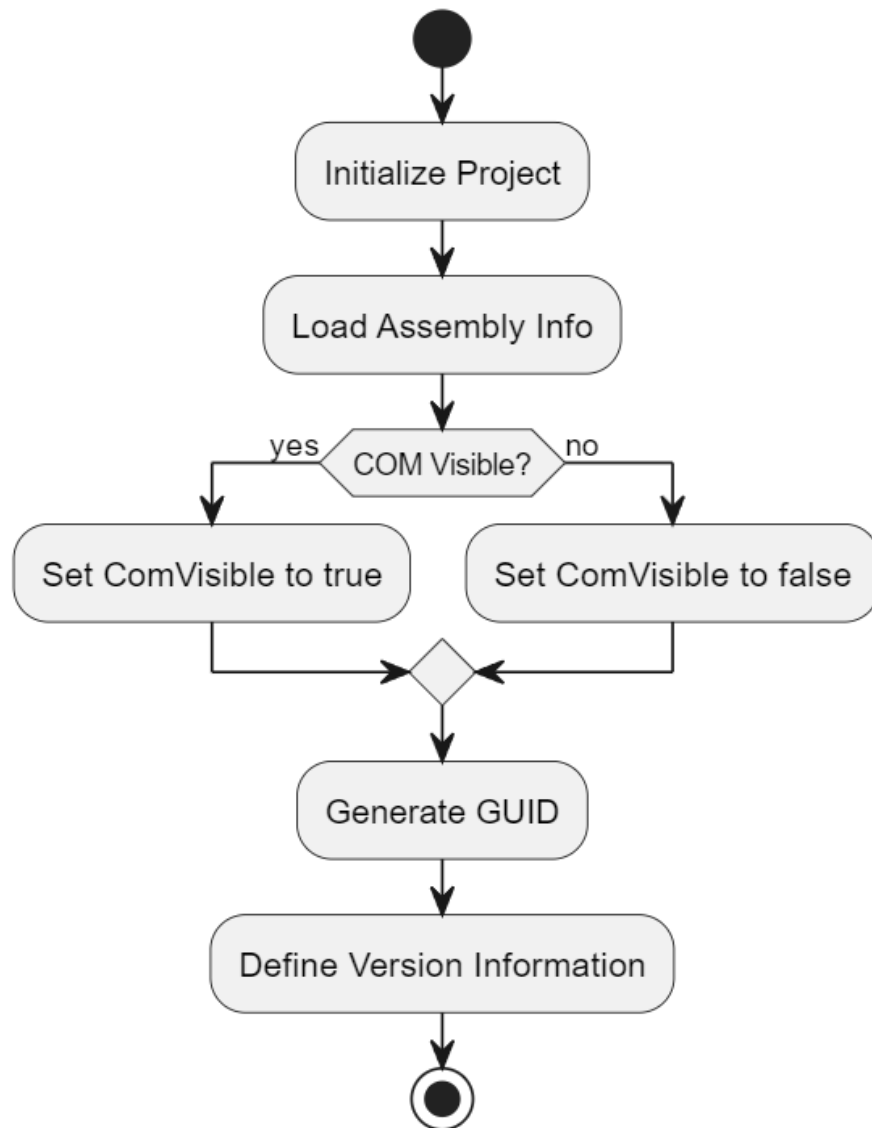 Initialize Project
Load Assembly Info
yes
COM Visible?
no
Set ComVisible to true
Set ComVisible to false
Generate GUID
Define Version Information